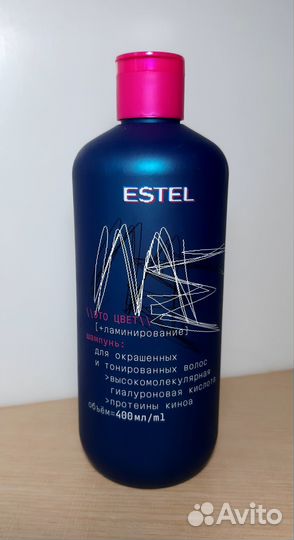 ESTEL
\\ЭТО ЦВЕТ\\
[+ламинирование]
шампунь:
для окрашенных
и тонированных волос
>высокомолекулярная
гиалуроновая кислота
>протеины киноа
объём=400мл/ml
Avito